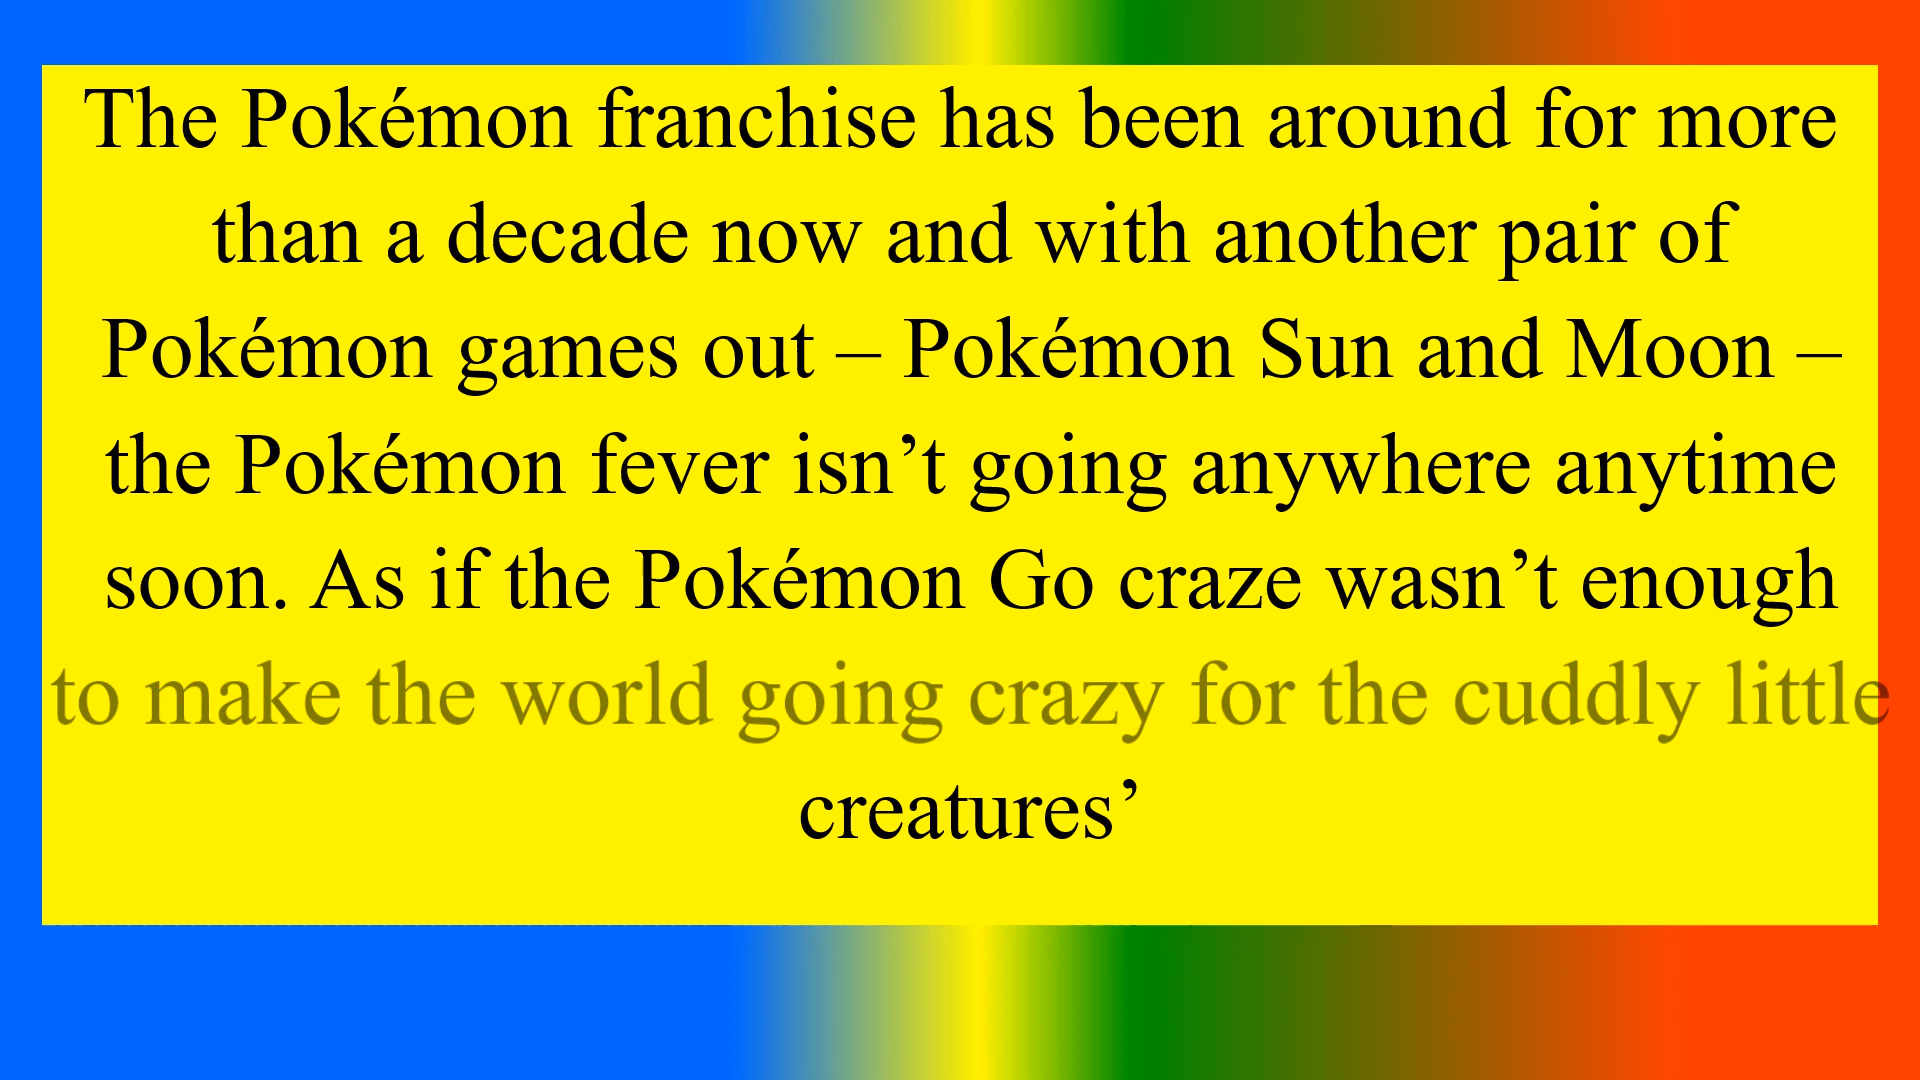 The Pokémon franchise has been around for more
than a decade now and with another pair of
Pokémon games out – Pokémon Sun and Moon –
the Pokémon fever isn’t going anywhere anytime
soon. As if the Pokémon Go craze wasn’t enough
to make the world going crazy for the cuddly little
creatures’